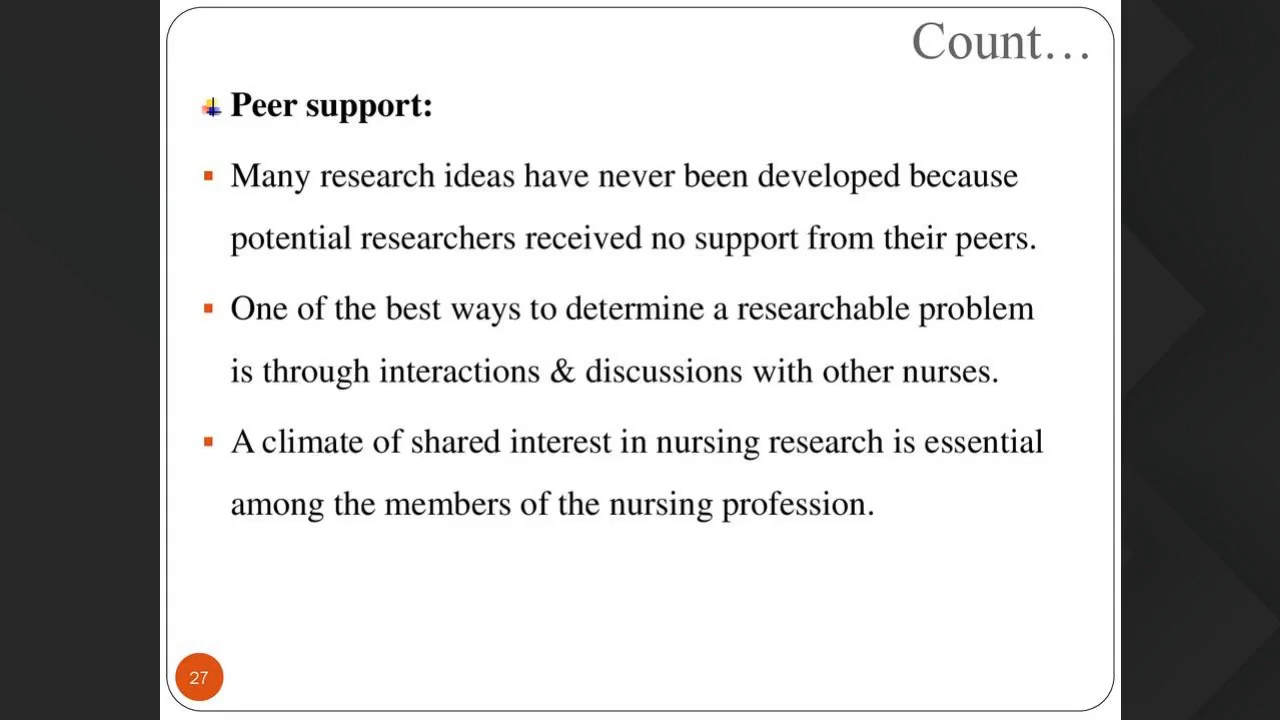 Count…
Peer support:
Many research ideas have never been developed because
potential researchers received no support from their peers.
One of the best ways to determine a researchable problem
is through interactions & discussions with other nurses.
A climate of shared interest in nursing research is essential
among the members of the nursing profession.
27